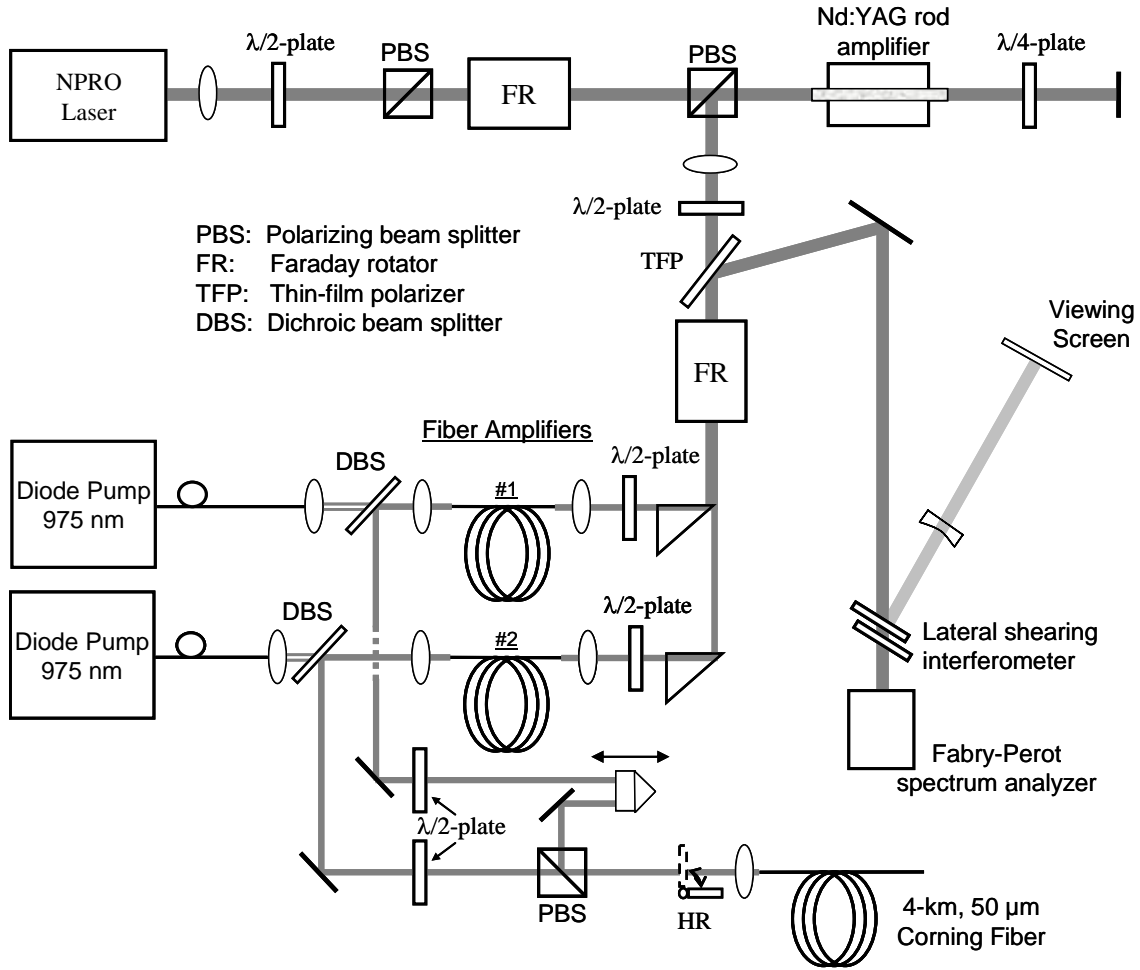 NPRO
Laser
λ/2-plate
PBS
FR
PBS
Nd:YAG rod
amplifier
λ/4-plate
λ/2-plate
TFP
PBS: Polarizing beam splitter
FR: Faraday rotator
TFP: Thin-film polarizer
DBS: Dichroic beam splitter
FR
Viewing
Screen
Fiber Amplifiers
Diode Pump
975 nm
DBS
#1
λ/2-plate
Diode Pump
975 nm
DBS
#2
λ/2-plate
Lateral shearing
interferometer
Fabry-Perot
spectrum analyzer
λ/2-plate
PBS
HR
4-km, 50 µm
Corning Fiber